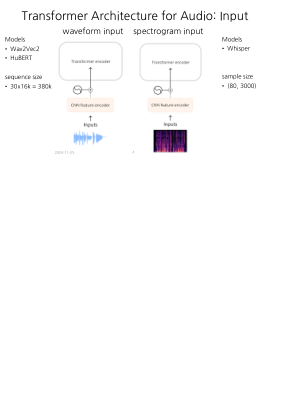 Transformer Architecture for Audio: Input
waveform input
spectrogram input
Models
• Wav2Vec2
• HuBERT
sequence size
• 30x16k = 380k
Transformer encoder
CNN feature encoder
Inputs
Transformer encoder
CNN feature encoder
Inputs
Models
• Whisper
sample size
• (80, 3000)
4